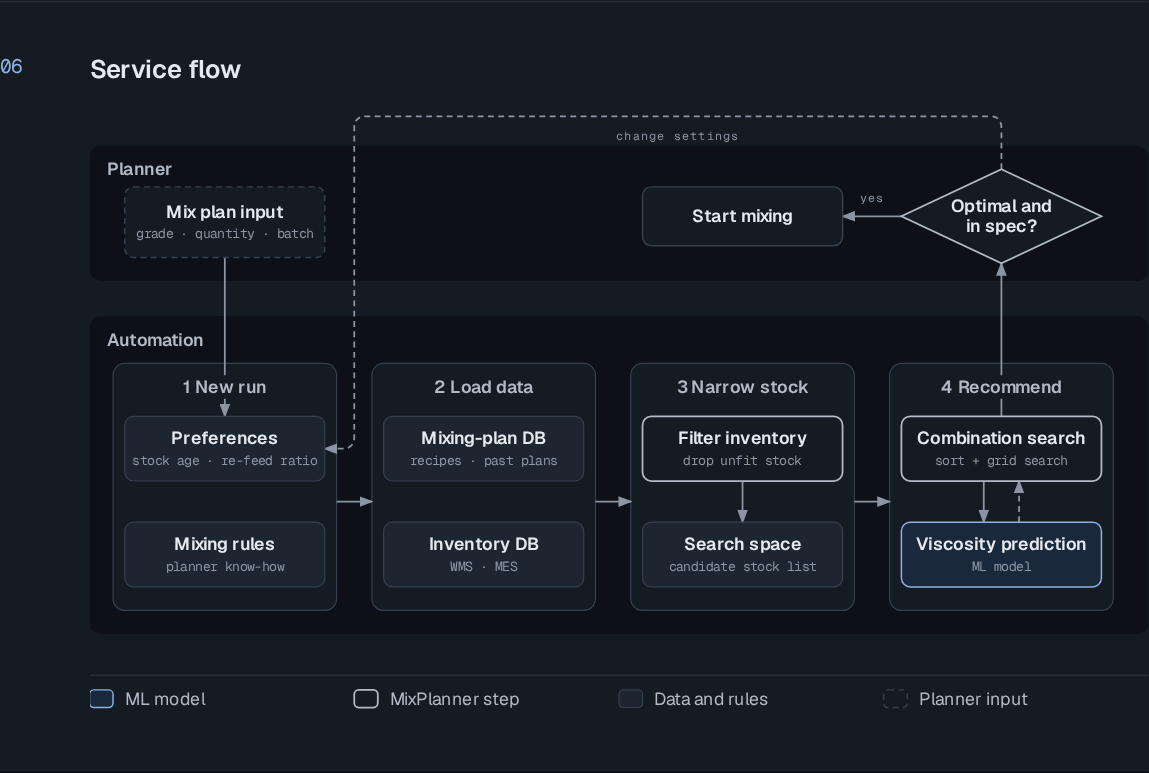 06
Service flow
change settings
Planner
Mix plan input
grade · quantity · batch
Start mixing
yes
Optimal and
in spec?
Automation
1 New run
Preferences
stock age · re-feed ratio
Mixing rules
planner know-how
2 Load data
Mixing-plan DB
recipes · past plans
Inventory DB
WMS · MES
3 Narrow stock
Filter inventory
drop unfit stock
Search space
candidate stock list
4 Recommend
Combination search
sort + grid search
Viscosity prediction
ML model
ML model
MixPlanner step
Data and rules
Planner input